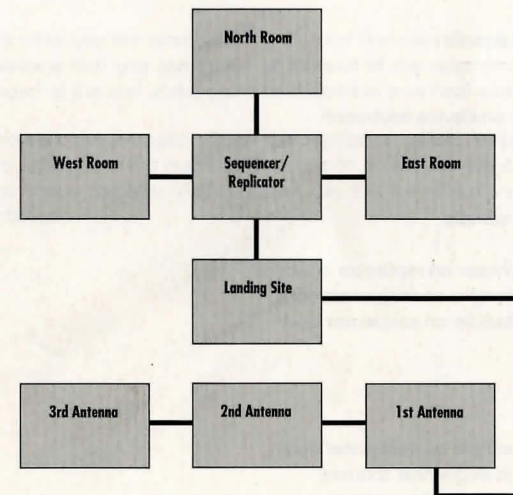 North Room
West Room
Sequencer/
Replicator
East Room
Landing Site
3rd Antenna
2nd Antenna
1st Antenna